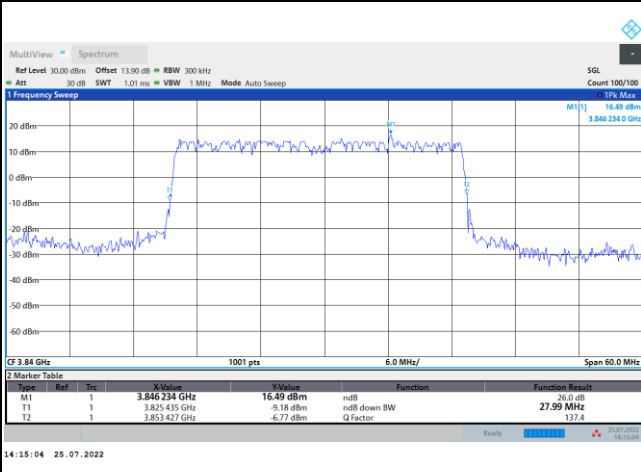 MultiView Spectrum
Ref Level 30.00 dBm Offset 13.90 dB RBW 300 kHz SGL
Att 30 dB SWT 1.01 ms VBW 1 MHz Mode Auto Sweep Count 100/100
1 Frequency Sweep 1Pk Max
M1[1] 16.49 dBm
3.846 234 0 GHz
20 dBm
M1
10 dBm
0 dBm
T1 T2
-10 dBm
-20 dBm
-30 dBm
-40 dBm
-50 dBm
-60 dBm
CF 3.84 GHz 1001 pts 6.0 MHz/ Span 60.0 MHz
2 Marker Table
Type Ref Trc X-Value Y-Value Function Function Result
M1 1 3.846 234 GHz 16.49 dBm ndB 26.0 dB
T1 1 3.825 435 GHz -9.18 dBm ndB down BW 27.99 MHz
T2 1 3.853 427 GHz -6.77 dBm Q Factor 137.4
Ready 25.07.2022
14:15:04
14:15:04 25.07.2022